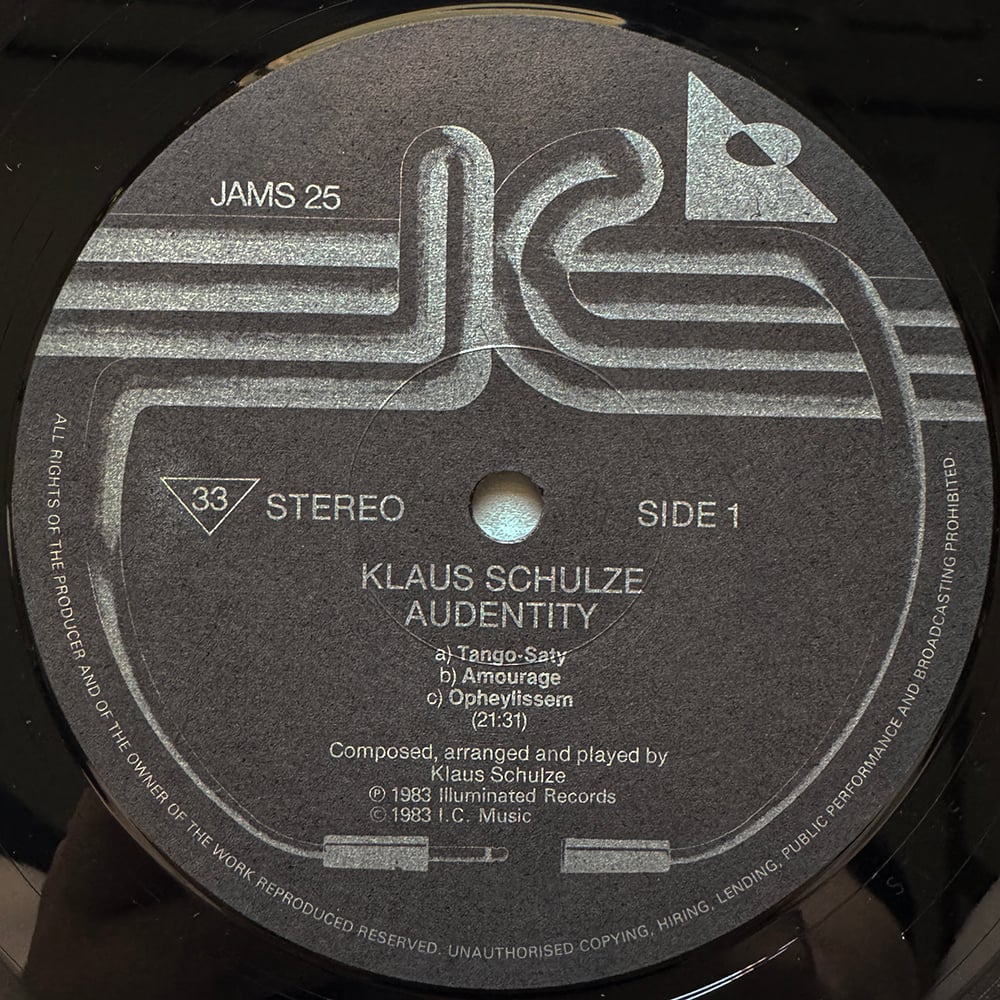 JAMS 25
33 STEREO
SIDE 1
KLAUS SCHULZE
AUDENTITY
a) Tango-Saty
b) Amourage
c) Opheylissem
(21:31)
Composed, arranged and played by
Klaus Schulze
Ⓟ 1983 Illuminated Records
© 1983 I.C. Music
ALL RIGHTS OF THE PRODUCER AND OF THE OWNER OF THE WORK REPRODUCED RESERVED. UNAUTHORISED COPYING, HIRING, LENDING, PUBLIC PERFORMANCE AND BROADCASTING PROHIBITED.